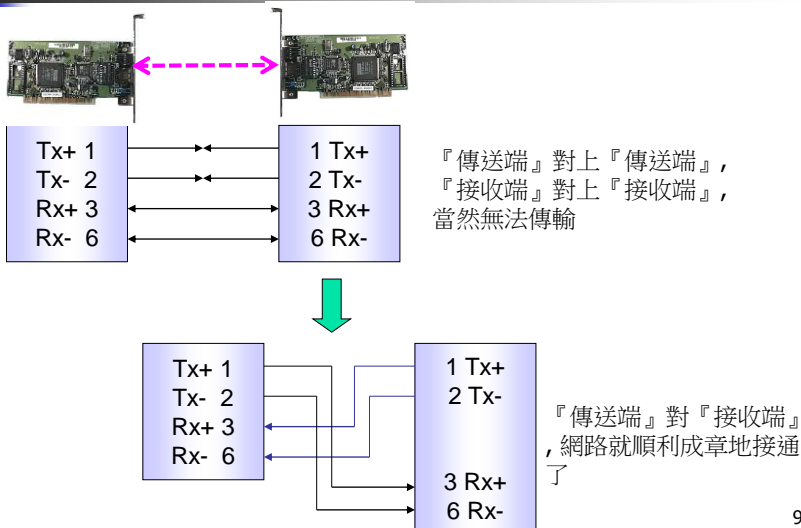 Tx+ 1
Tx- 2
Rx+ 3
Rx- 6
1 Tx+
2 Tx-
3 Rx+
6 Rx-
『傳送端』對上『傳送端』,
『接收端』對上『接收端』,
當然無法傳輸
Tx+ 1
Tx- 2
Rx+ 3
Rx- 6
1 Tx+
2 Tx-
3 Rx+
6 Rx-
『傳送端』對『接收端』
,網路就順利成章地接通
了
9